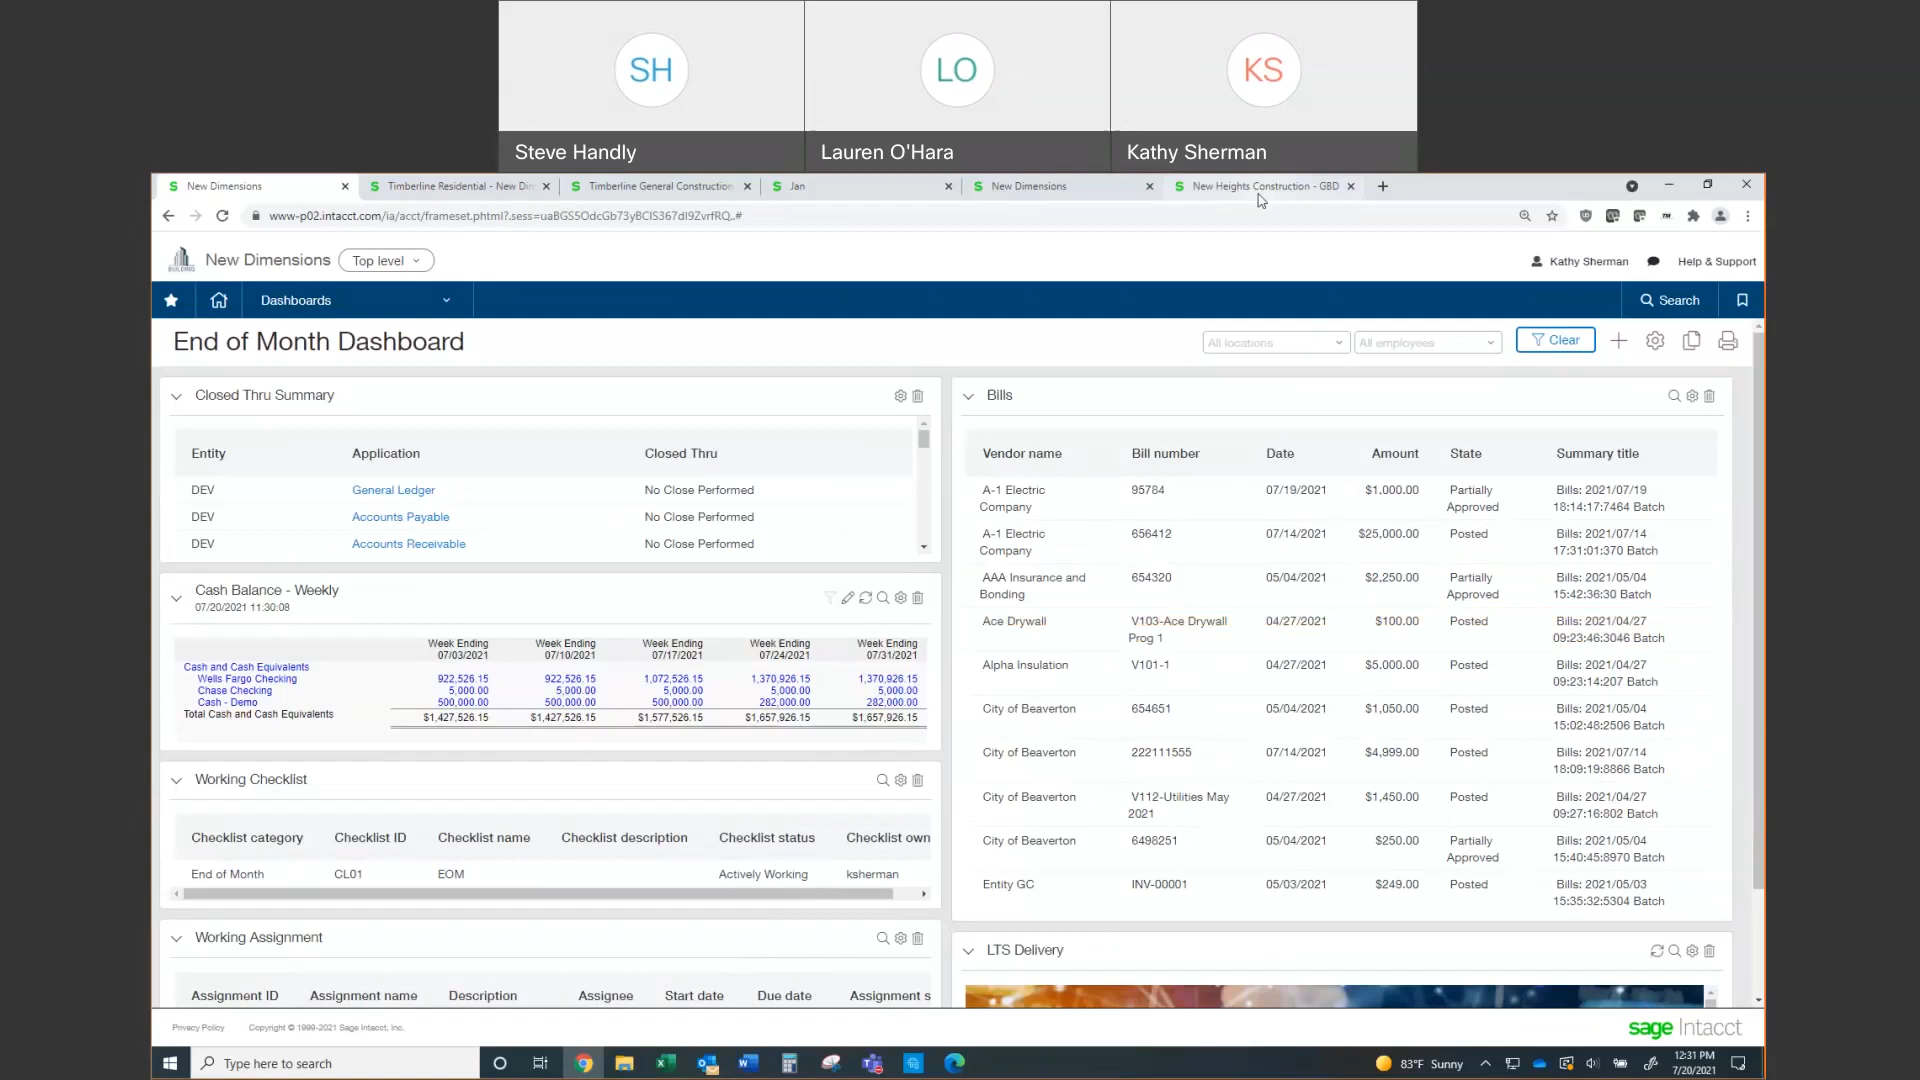 SH
LO
KS
Steve Handly
Lauren O'Hara
Kathy Sherman
New Dimensions
Timberline Residential - New Dim
Timberline General Construction
Jan
New Dimensions
New Heights Construction - GBD
New Dimensions
Top level
Kathy Sherman
Help & Support
Dashboards
Search
End of Month Dashboard
All locations
All employees
Clear
Closed Thru Summary
Entity Application Closed Thru
DEV General Ledger No Close Performed
DEV Accounts Payable No Close Performed
DEV Accounts Receivable No Close Performed
Cash Balance - Weekly
07/20/2021 11:30:08
Week Ending Week Ending Week Ending Week Ending Week Ending
07/03/2021 07/10/2021 07/17/2021 07/24/2021 07/31/2021
Cash and Cash Equivalents
Wells Fargo Checking 922,526.15 922,526.15 1,072,526.15 1,370,926.15 1,370,926.15
Chase Checking 5,000.00 5,000.00 5,000.00 5,000.00 5,000.00
Cash - Demo 500,000.00 500,000.00 500,000.00 282,000.00 282,000.00
Total Cash and Cash Equivalents $1,427,526.15 $1,427,526.15 $1,577,526.15 $1,657,926.15 $1,657,926.15
Working Checklist
Checklist category Checklist ID Checklist name Checklist description Checklist status Checklist own
End of Month CL01 EOM Actively Working ksherman
Working Assignment
Assignment ID Assignment name Description Assignee Start date Due date Assignment s
Bills
Vendor name Bill number Date Amount State Summary title
A-1 Electric 95784 07/19/2021 $1,000.00 Partially Bills: 2021/07/19
Company Approved 18:14:17:7464 Batch
A-1 Electric 656412 07/14/2021 $25,000.00 Posted Bills: 2021/07/14
Company 17:31:01:370 Batch
AAA Insurance and 654320 05/04/2021 $2,250.00 Partially Bills: 2021/05/04
Bonding Approved 15:42:36:30 Batch
Ace Drywall V103-Ace Drywall 04/27/2021 $100.00 Posted Bills: 2021/04/27
Prog 1 09:23:46:3046 Batch
Alpha Insulation V101-1 04/27/2021 $5,000.00 Posted Bills: 2021/04/27
09:23:14:207 Batch
City of Beaverton 654651 05/04/2021 $1,050.00 Posted Bills: 2021/05/04
15:02:48:2506 Batch
City of Beaverton 222111555 07/14/2021 $4,999.00 Posted Bills: 2021/07/14
18:09:19:8866 Batch
City of Beaverton V112-Utilities May 04/27/2021 $1,450.00 Posted Bills: 2021/04/27
2021 09:27:16:802 Batch
City of Beaverton 6498251 05/04/2021 $250.00 Partially Bills: 2021/05/04
Approved 15:40:45:8970 Batch
Entity GC INV-00001 05/03/2021 $249.00 Posted Bills: 2021/05/03
15:35:32:5304 Batch
LTS Delivery
Privacy Policy Copyright © 1999-2021 Sage Intacct, Inc.
sage Intacct
Type here to search
83°F Sunny
12:31 PM
7/20/2021